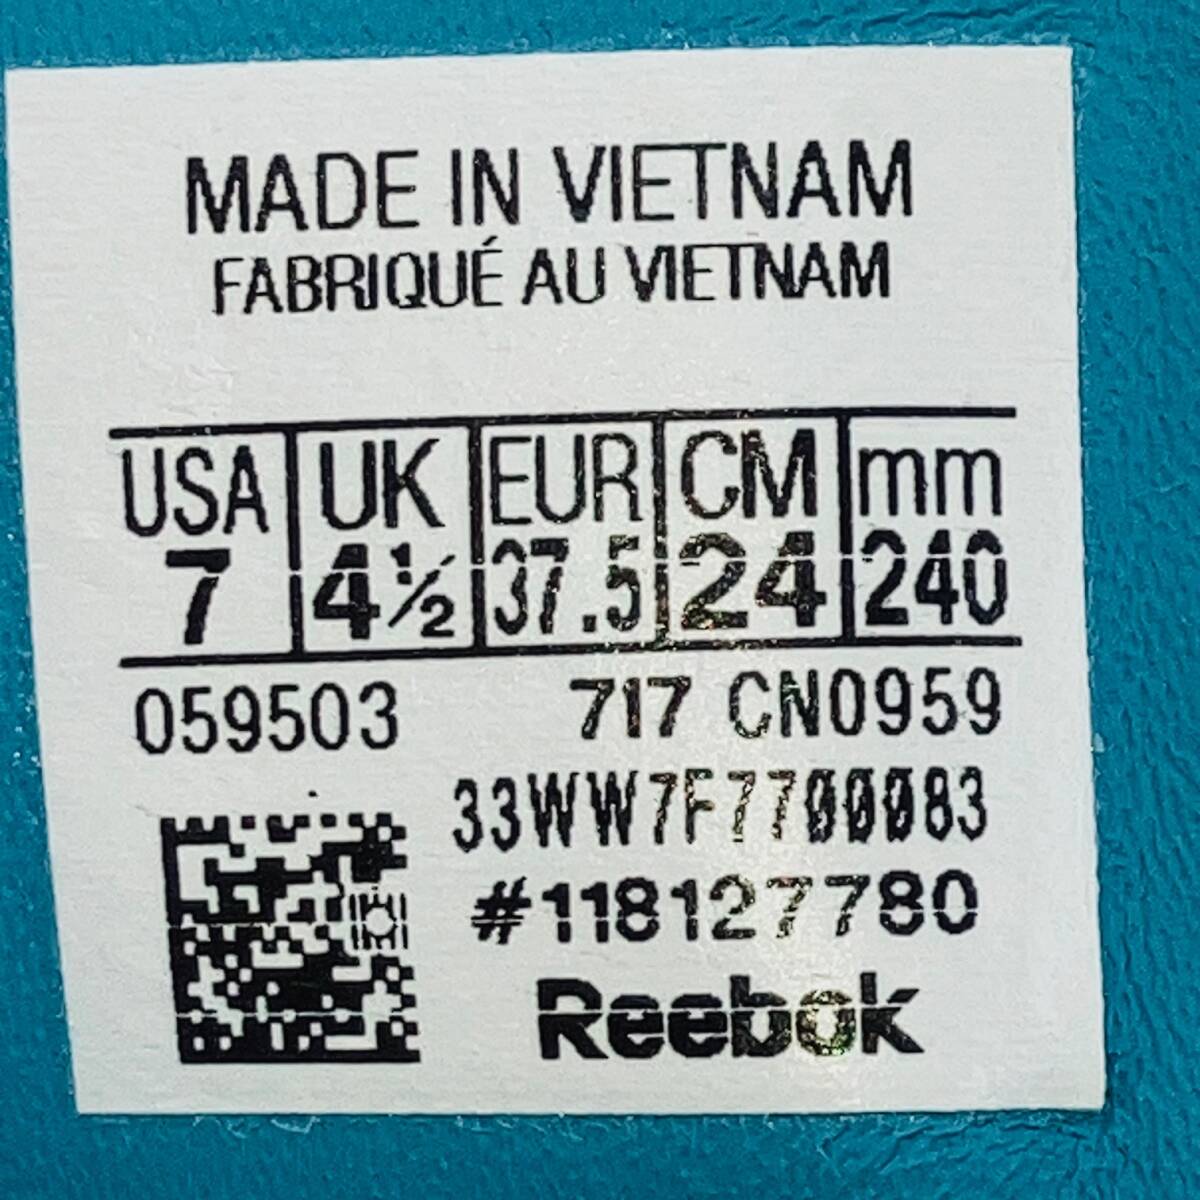 MADE IN VIETNAM
FABRIQUÉ AU VIETNAM
USA UK EUR CM mm
7 4½ 37.5 24 240
059503 717 CN0959
33WW7F7700083
#118127780
Reebok